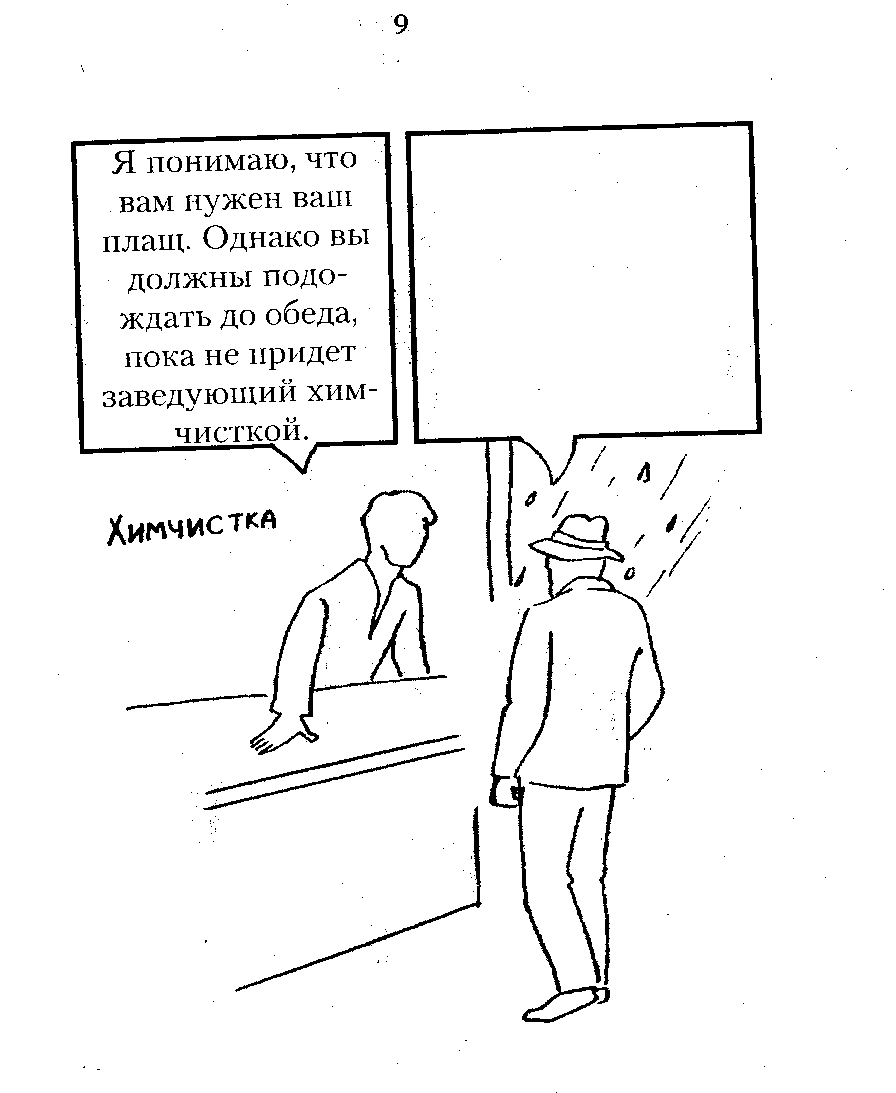 9
Я понимаю, что
вам нужен ваш
плащ. Однако вы
должны подо-
ждать до обеда,
пока не придет
заведующий хим-
чисткой.
Химчистка